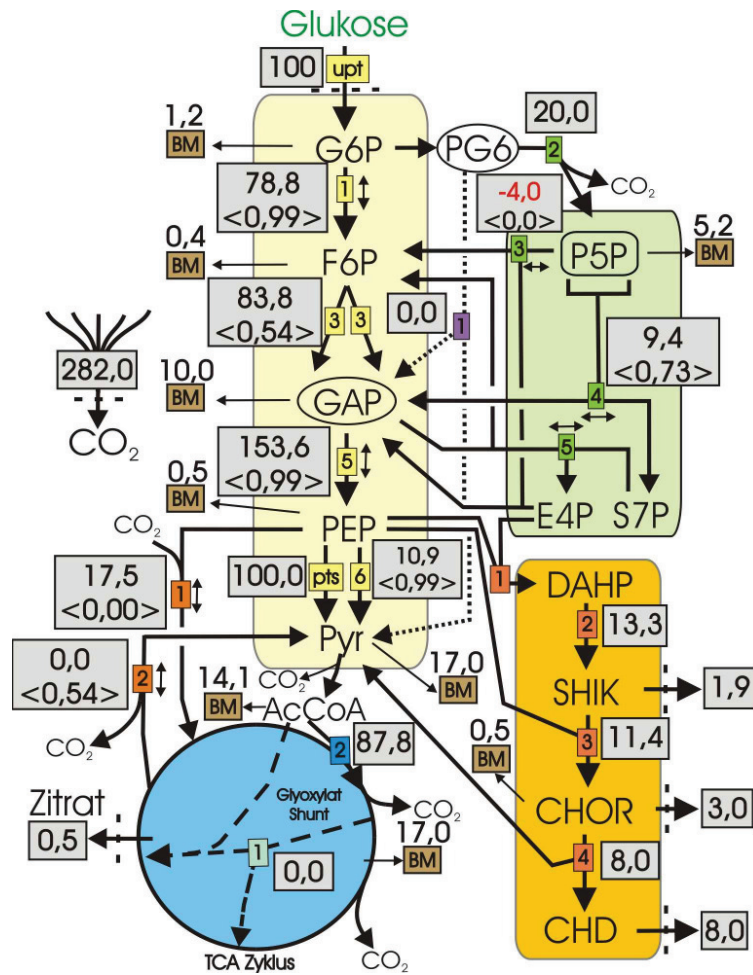 Glukose
100 upt
1,2
BM
G6P
PG6
20,0
2
CO2
78,8
<0,99>
1
-4,0
<0,0>
0,4
BM
F6P
3
P5P
5,2
BM
83,8
<0,54>
3 3
0,0
1
9,4
<0,73>
282,0
CO2
10,0
BM
GAP
4
153,6
<0,99>
5
5
0,5
BM
PEP
E4P S7P
CO2
17,5
<0,00>
1
100,0 pts 6
10,9
<0,99>
1
DAHP
2
13,3
0,0
<0,54>
2
Pyr
CO2
17,0
BM
SHIK
1,9
14,1
BM
AcCoA
CO2
2
87,8
0,5
BM
3
11,4
Zitrat
0,5
Glyoxylat
Shunt
CO2
CHOR
3,0
1
0,0
17,0
BM
4
8,0
CHD
8,0
TCA Zyklus
CO2